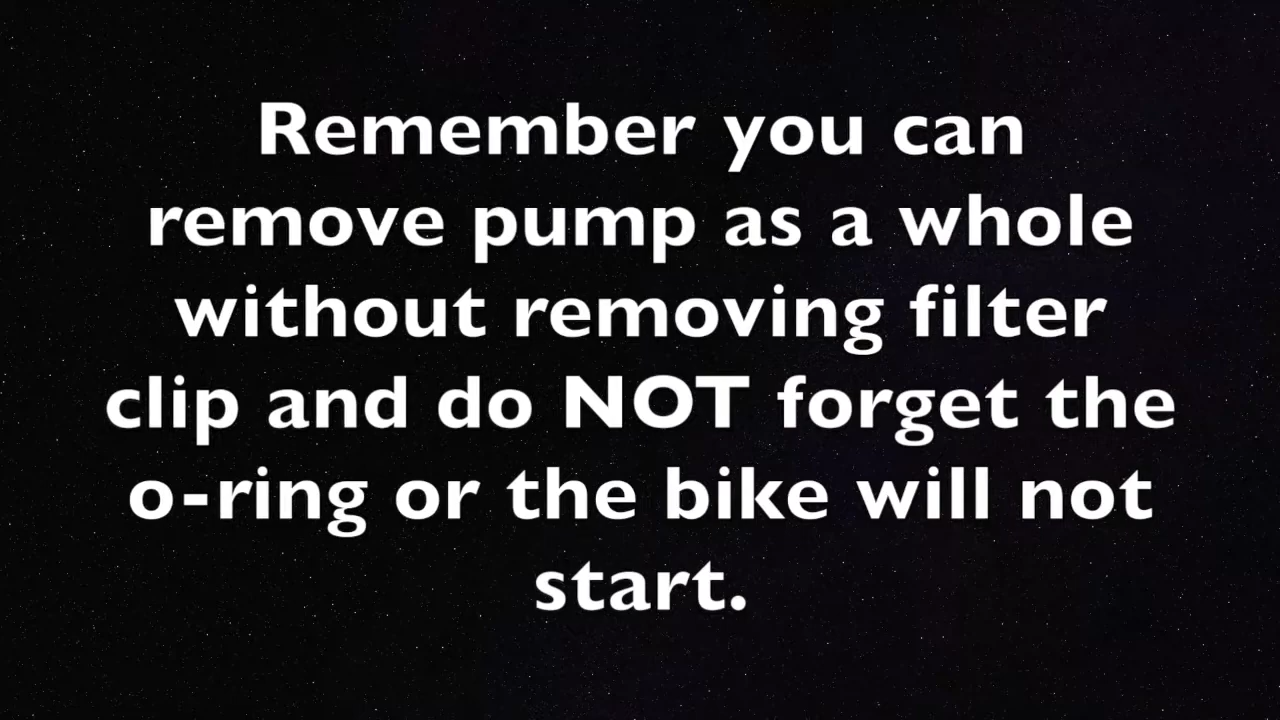 Remember you can
remove pump as a whole
without removing filter
clip and do NOT forget the
o-ring or the bike will not
start.